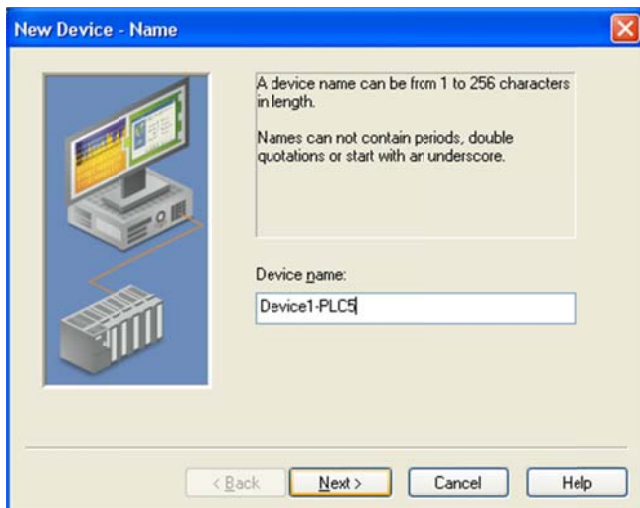 New Device - Name
A device name can be from 1 to 256 characters
in length.
Names can not contain periods, double
quotations or start with an underscore.
Device name:
Device1-PLC5
< Back
Next >
Cancel
Help